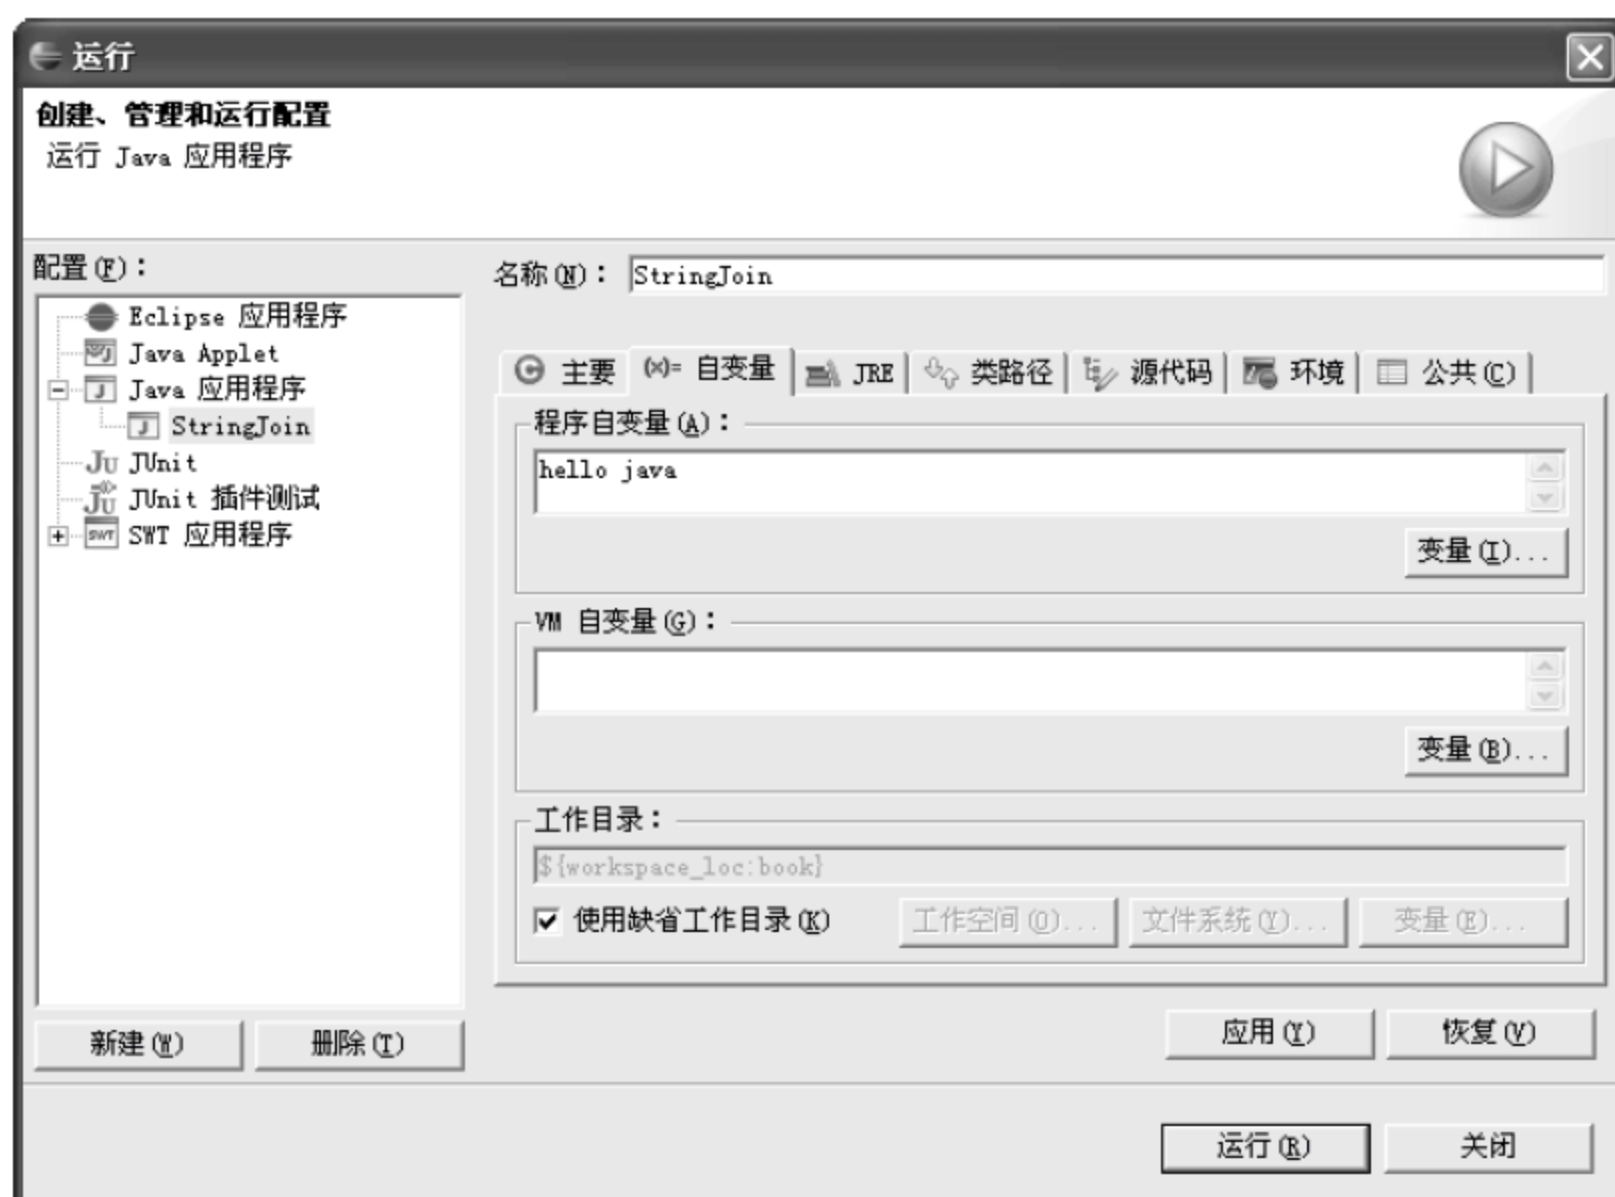 运行
创建、管理和运行配置
运行 Java 应用程序
配置(F)：
Eclipse 应用程序
Java Applet
Java 应用程序
StringJoin
JUnit
JUnit 插件测试
SWT 应用程序
新建(W)
删除(T)
名称(N)： StringJoin
主要 (x)= 自变量 JRE 类路径 源代码 环境 公共(C)
程序自变量(A)：
hello java
变量(I)...
VM 自变量(G)：
变量(B)...
工作目录：
${workspace_loc:book}
使用缺省工作目录(K) 工作空间(O)... 文件系统(Y)... 变量(E)...
应用(Y) 恢复(V)
运行(R) 关闭